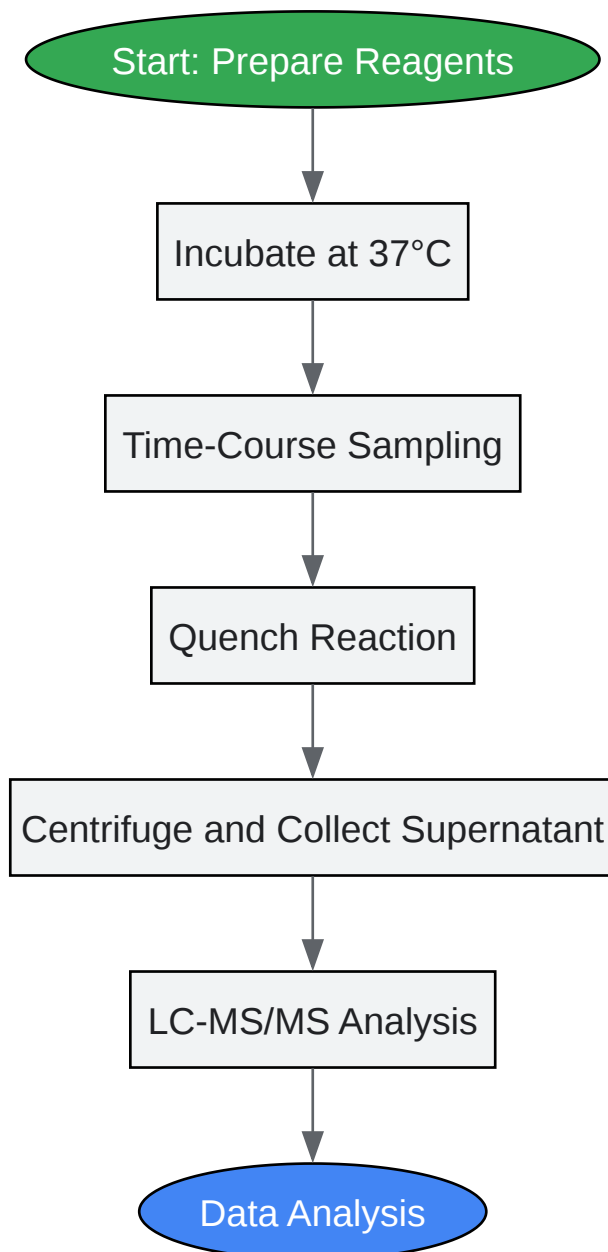 Start: Prepare Reagents
Incubate at 37°C
Time-Course Sampling
Quench Reaction
Centrifuge and Collect Supernatant
LC-MS/MS Analysis
Data Analysis